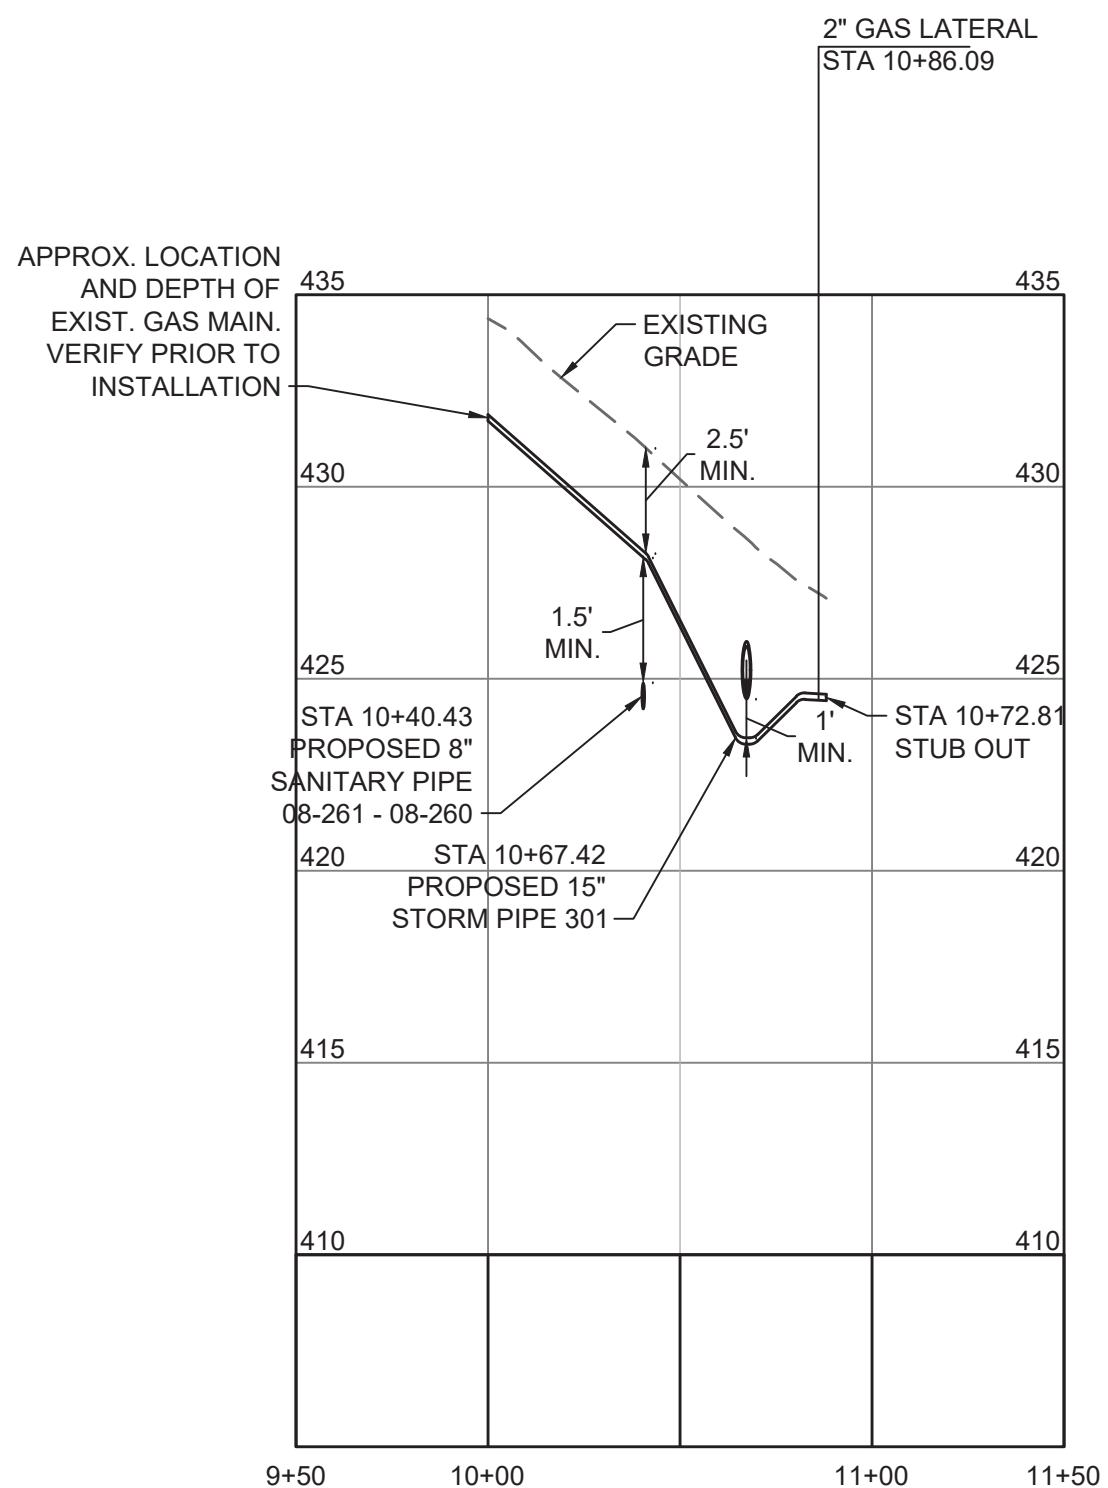 2" GAS LATERAL
STA 10+86.09
APPROX. LOCATION
AND DEPTH OF
EXIST. GAS MAIN.
VERIFY PRIOR TO
INSTALLATION
435
435
EXISTING
GRADE
2.5'
MIN.
430
430
1.5'
MIN.
425
425
STA 10+40.43
PROPOSED 8"
SANITARY PIPE
08-261 - 08-260
1'
MIN.
STA 10+72.81
STUB OUT
420
420
STA 10+67.42
PROPOSED 15"
STORM PIPE 301
415
415
410
410
9+50
10+00
11+00
11+50